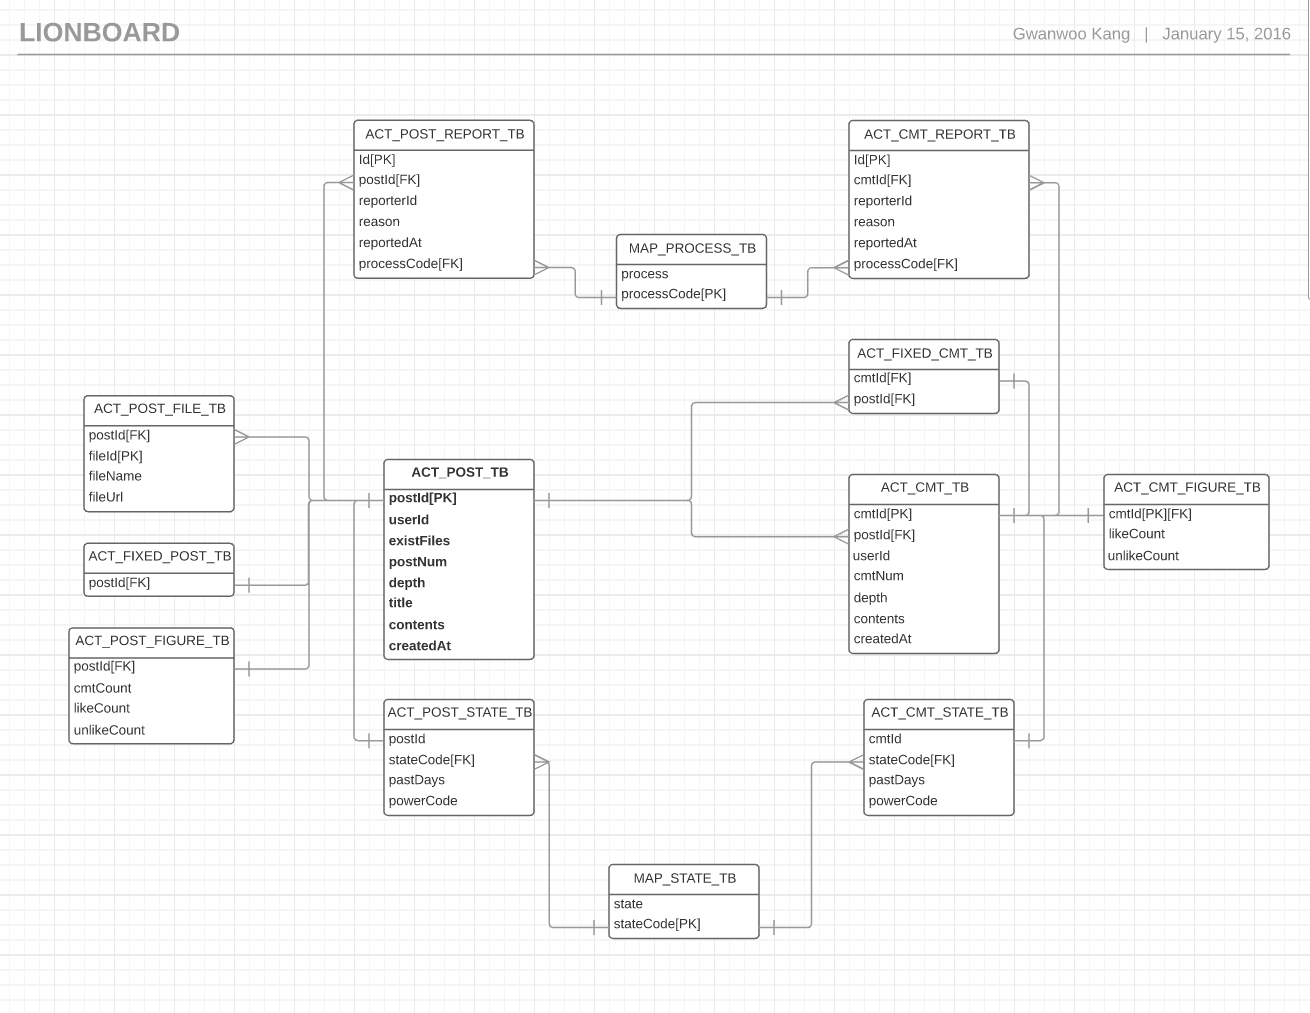 LIONBOARD
Gwanwoo Kang | January 15, 2016
ACT_POST_REPORT_TB
Id[PK]
postId[FK]
reporterId
reason
reportedAt
processCode[FK]
ACT_CMT_REPORT_TB
Id[PK]
cmtId[FK]
reporterId
reason
reportedAt
processCode[FK]
MAP_PROCESS_TB
process
processCode[PK]
ACT_FIXED_CMT_TB
cmtId[FK]
postId[FK]
ACT_POST_FILE_TB
postId[FK]
fileId[PK]
fileName
fileUrl
ACT_POST_TB
postId[PK]
userId
existFiles
postNum
depth
title
contents
createdAt
ACT_CMT_TB
cmtId[PK]
postId[FK]
userId
cmtNum
depth
contents
createdAt
ACT_CMT_FIGURE_TB
cmtId[PK][FK]
likeCount
unlikeCount
ACT_FIXED_POST_TB
postId[FK]
ACT_POST_FIGURE_TB
postId[FK]
cmtCount
likeCount
unlikeCount
ACT_POST_STATE_TB
postId
stateCode[FK]
pastDays
powerCode
ACT_CMT_STATE_TB
cmtId
stateCode[FK]
pastDays
powerCode
MAP_STATE_TB
state
stateCode[PK]